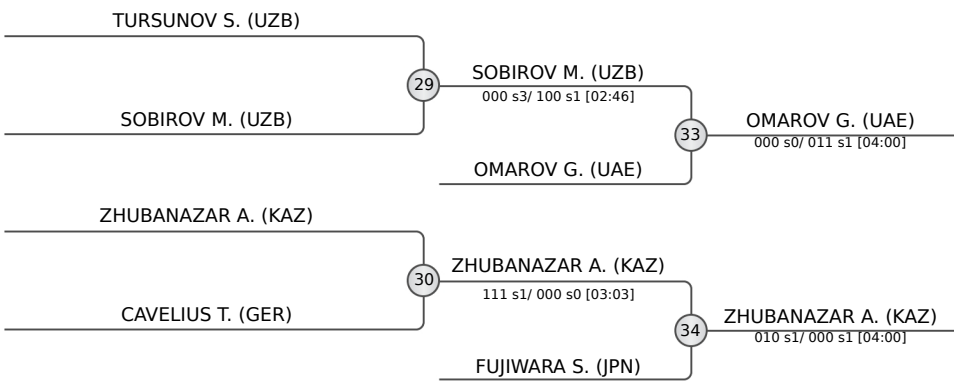 TURSUNOV S. (UZB)
29
SOBIROV M. (UZB)
SOBIROV M. (UZB)
000 s3/ 100 s1 [02:46]
33
OMAROV G. (UAE)
OMAROV G. (UAE)
000 s0/ 011 s1 [04:00]
ZHUBANAZAR A. (KAZ)
30
CAVELIUS T. (GER)
ZHUBANAZAR A. (KAZ)
111 s1/ 000 s0 [03:03]
34
FUJIWARA S. (JPN)
ZHUBANAZAR A. (KAZ)
010 s1/ 000 s1 [04:00]